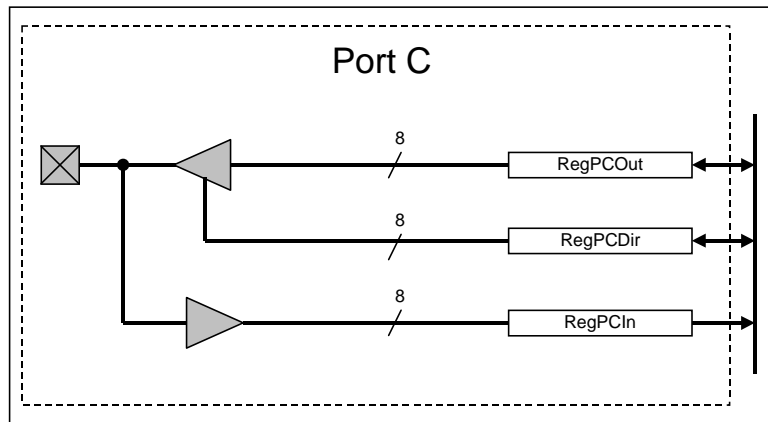 Port C
8
RegPCOut
8
RegPCDir
8
RegPCIn